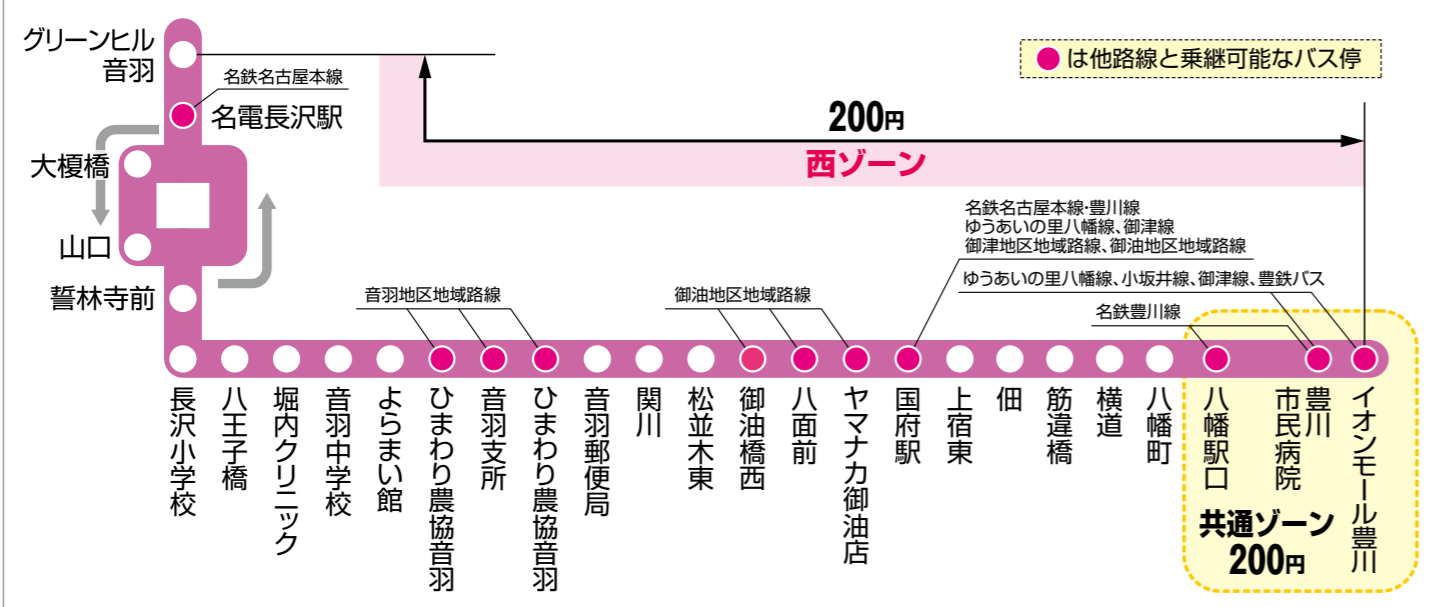 グリーンヒル
音羽
名鉄名古屋本線
名電長沢駅
大榎橋
山口
誓林寺前
は他路線と乗継可能なバス停
200円
西ゾーン
名鉄名古屋本線・豊川線
ゆうあいの里八幡線、御津線
御津地区地域路線、御油地区地域路線
ゆうあいの里八幡線、小坂井線、御津線、豊鉄バス
名鉄豊川線
音羽地区地域路線
御油地区地域路線
長沢小学校
八王子橋
堀内クリニック
音羽中学校
よらまい館
ひまわり農協音羽
音羽支所
ひまわり農協音羽
音羽郵便局
関川
松並木東
御油橋西
八面前
ヤマナカ御油店
国府駅
上宿東
佃
筋違橋
横道
八幡町
八幡駅口
豊川
市民病院
イオンモール豊川
共通ゾーン
200円